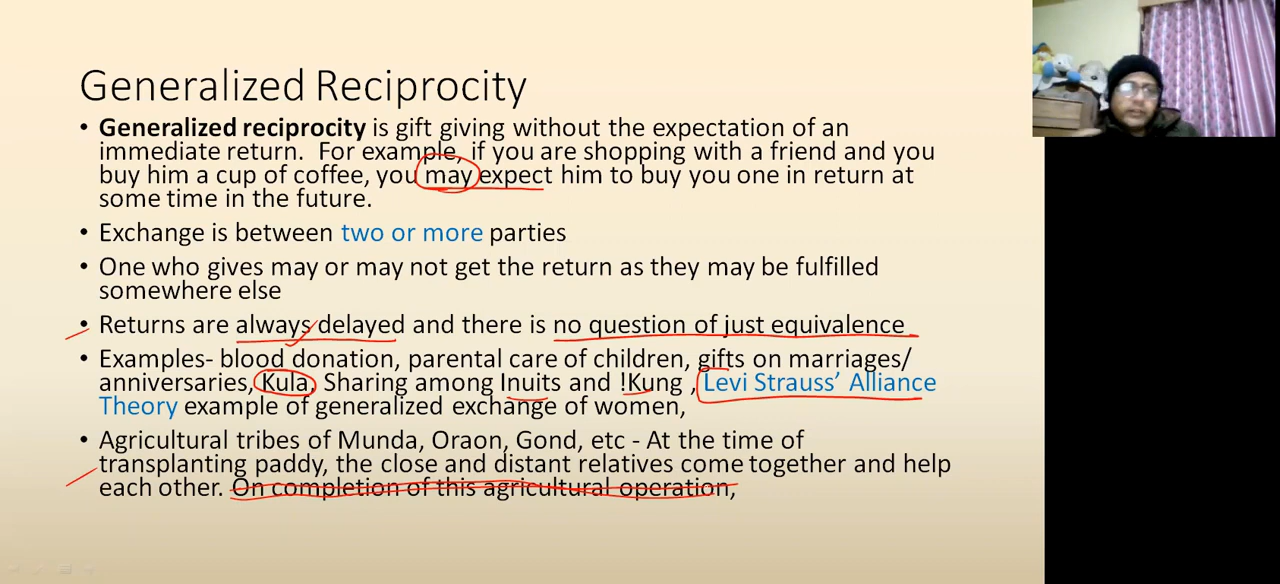 Generalized Reciprocity
• Generalized reciprocity is gift giving without the expectation of an
immediate return.  For example, if you are shopping with a friend and you
buy him a cup of coffee, you may expect him to buy you one in return at
some time in the future.
• Exchange is between two or more parties
• One who gives may or may not get the return as they may be fulfilled
somewhere else
• Returns are always delayed and there is no question of just equivalence
• Examples- blood donation, parental care of children, gifts on marriages/
anniversaries, Kula, Sharing among Inuits and !Kung , Levi Strauss’ Alliance
Theory example of generalized exchange of women,
• Agricultural tribes of Munda, Oraon, Gond, etc - At the time of
transplanting paddy, the close and distant relatives come together and help
each other. On completion of this agricultural operation,